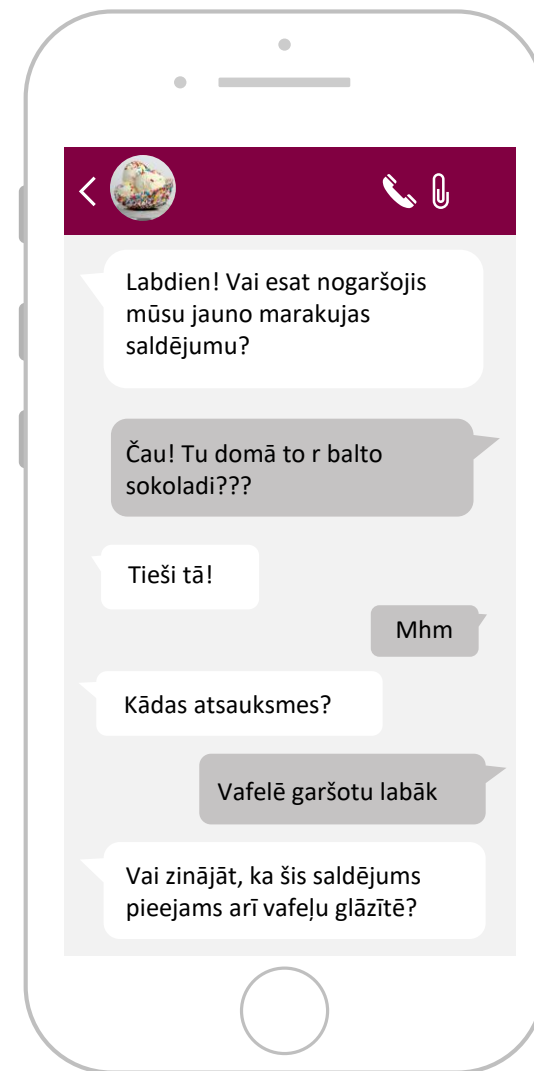 Labdien! Vai esat nogaršojis
mūsu jauno marakujas
saldējumu?
Čau! Tu domā to r balto
sokoladi???
Tieši tā!
Mhm
Kādas atsauksmes?
Vafelē garšotu labāk
Vai zinājāt, ka šis saldējums
pieejams arī vafeļu glāzītē?